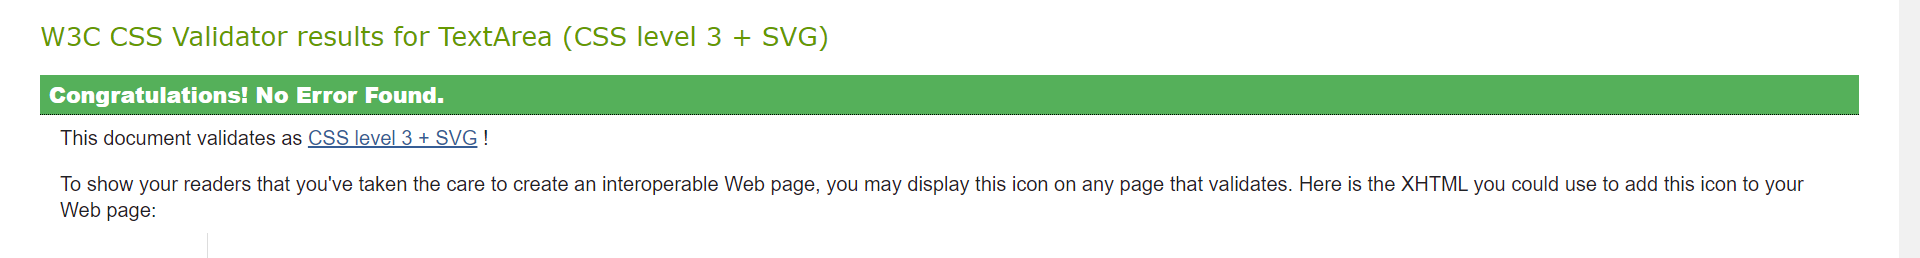 W3C CSS Validator results for TextArea (CSS level 3 + SVG)
Congratulations! No Error Found.
This document validates as CSS level 3 + SVG !
To show your readers that you've taken the care to create an interoperable Web page, you may display this icon on any page that validates. Here is the XHTML you could use to add this icon to your
Web page: